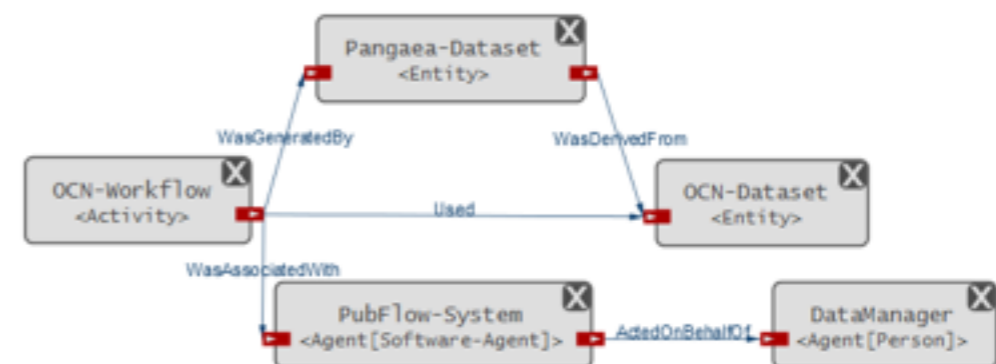 Pangaea-Dataset
<Entity>
WasGeneratedBy
WasDerivedFrom
OCN-Workflow
<Activity>
Used
OCN-Dataset
<Entity>
WasAssociatedWith
PubFlow-System
<Agent[Software-Agent]>
ActedOnBehalfOf
DataManager
<Agent[Person]>